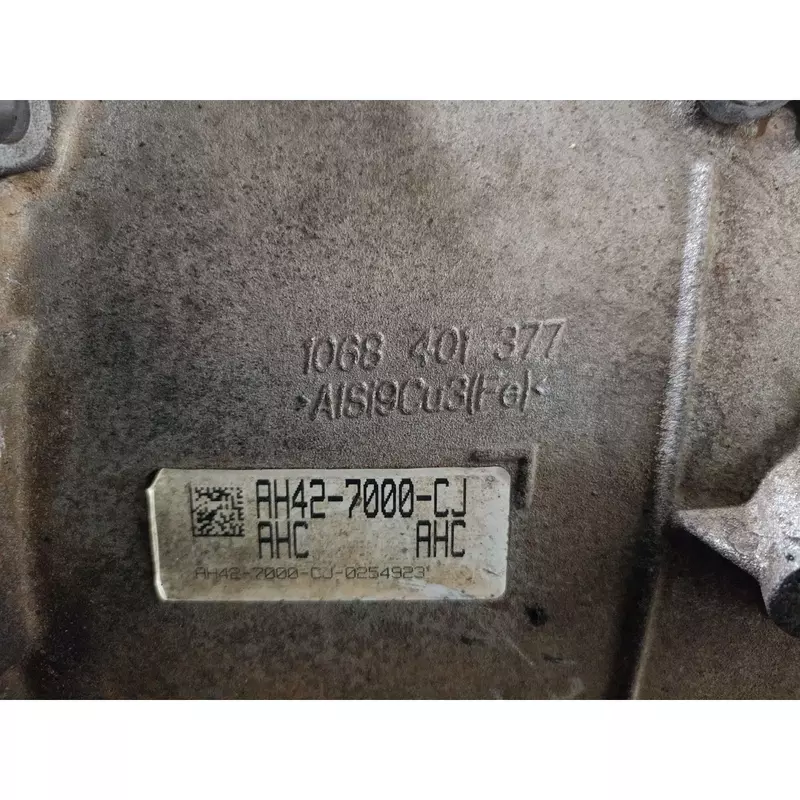 1068 401 377
>AlSi9Cu3(Fe)<
AH42-7000-CJ
AHC AHC
AH42-7000-CJ-0254923